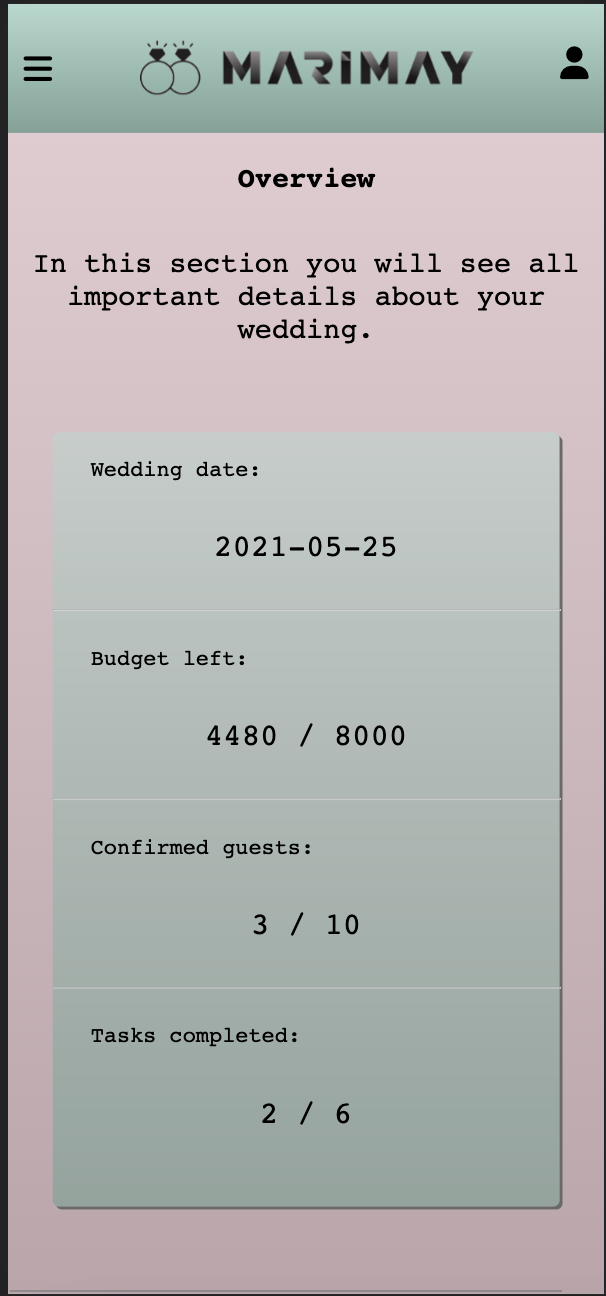 MARIMAY
Overview
In this section you will see all
important details about your
wedding.
Wedding date:
2021-05-25
Budget left:
4480 / 8000
Confirmed guests:
3 / 10
Tasks completed:
2 / 6